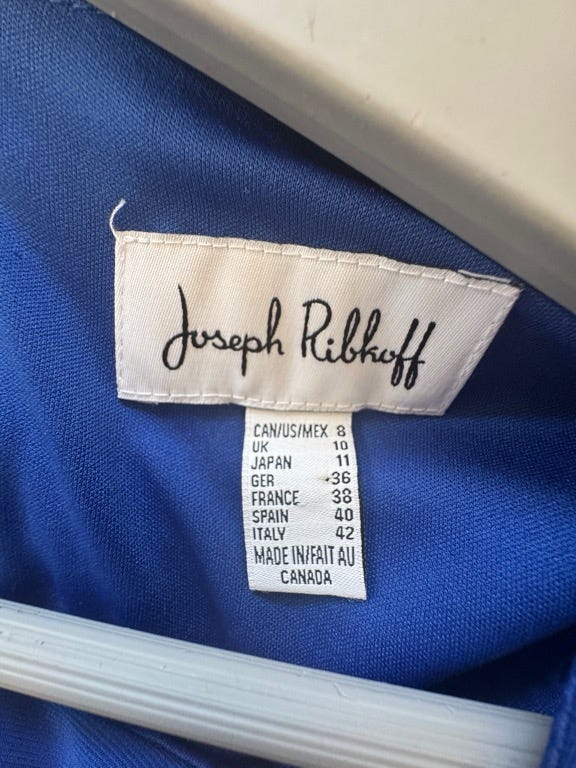 Joseph Ribkoff
CAN/US/MEX 8
UK 10
JAPAN 11
GER 36
FRANCE 38
SPAIN 40
ITALY 42
MADE IN/FAIT AU
CANADA